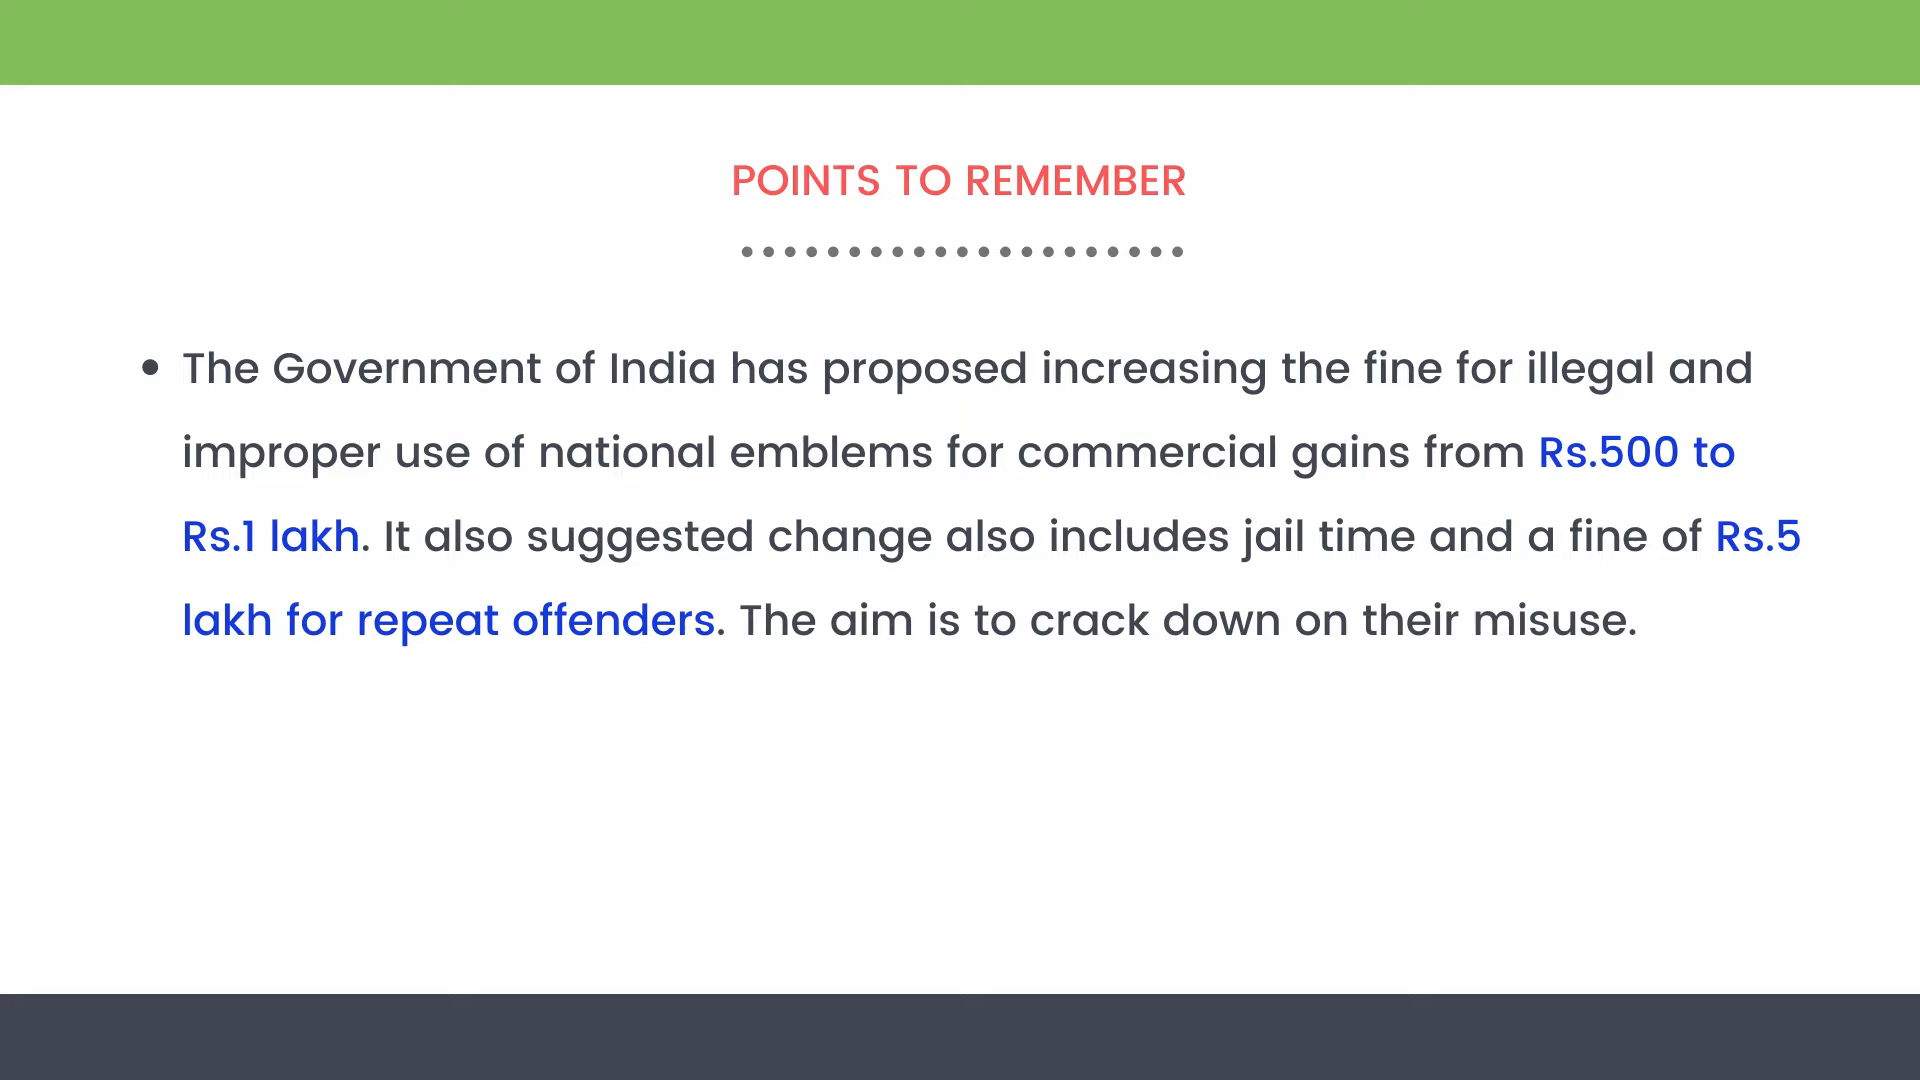 POINTS TO REMEMBER
• The Government of India has proposed increasing the fine for illegal and
improper use of national emblems for commercial gains from Rs.500 to
Rs.1 lakh. It also suggested change also includes jail time and a fine of Rs.5
lakh for repeat offenders. The aim is to crack down on their misuse.